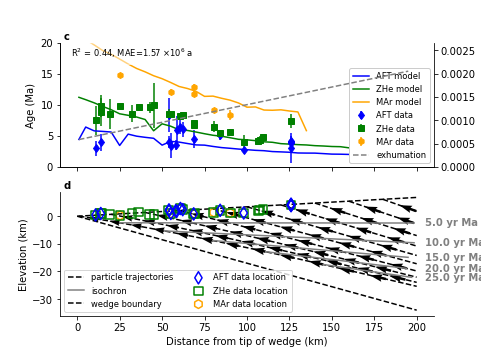 c
R² = 0.44, MAE=1.57 ×10⁶ a
20
15
10
5
0
Age (Ma)
0.0025
0.0020
0.0015
0.0010
0.0005
0.0000
AFT model
ZHe model
MAr model
AFT data
ZHe data
MAr data
exhumation
d
0
−10
−20
−30
Elevation (km)
5.0 yr Ma
10.0 yr Ma
15.0 yr Ma
20.0 yr Ma
25.0 yr Ma
particle trajectories
isochron
wedge boundary
AFT data location
ZHe data location
MAr data location
0 25 50 75 100 125 150 175 200
Distance from tip of wedge (km)